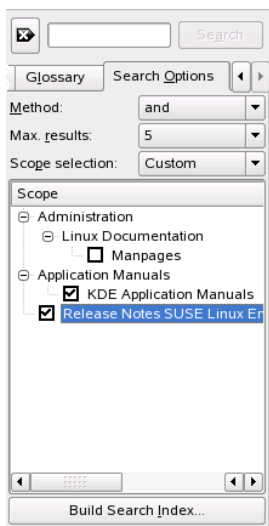 Search
Glossary Search Options
Method: and
Max. results: 5
Scope selection: Custom
Scope
Administration
Linux Documentation
Manpages
Application Manuals
KDE Application Manuals
Release Notes SUSE Linux En
Build Search Index...